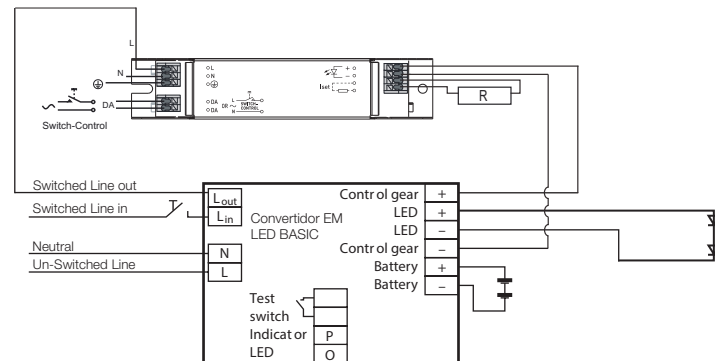 L
N
DA
Switch-Control
L
N
DA
DA
DR
L
N
SWITCH-
CONTROL
+
–
Iset
R
Switched Line out
Switched Line in
Neutral
Un-Switched Line
Lout
Lin
N
L
Convertidor EM
LED BASIC
Control gear +
LED +
LED –
Control gear –
Battery +
Battery –
Test
switch
Indicator P
LED O